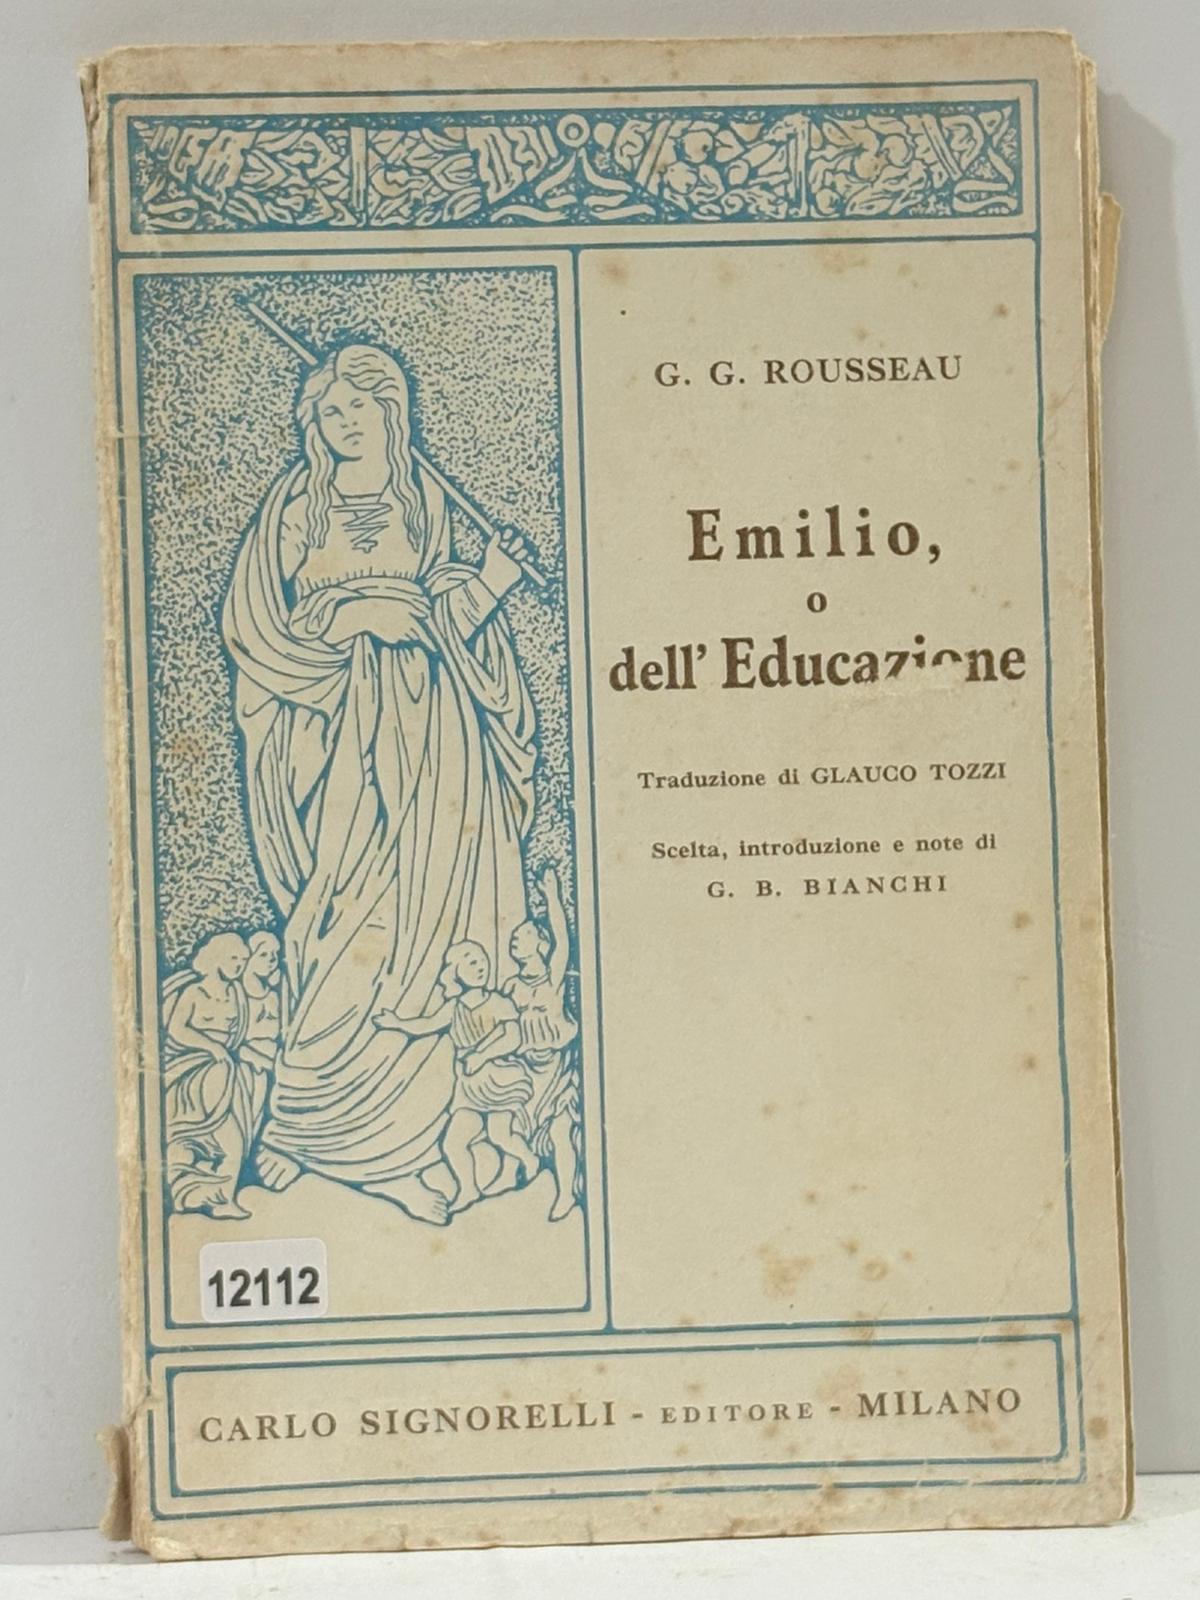 G. G. ROUSSEAU
Emilio,
o
dell' Educazione
Traduzione di GLAUCO TOZZI
Scelta, introduzione e note di
G. B. BIANCHI
12112
CARLO SIGNORELLI - EDITORE - MILANO